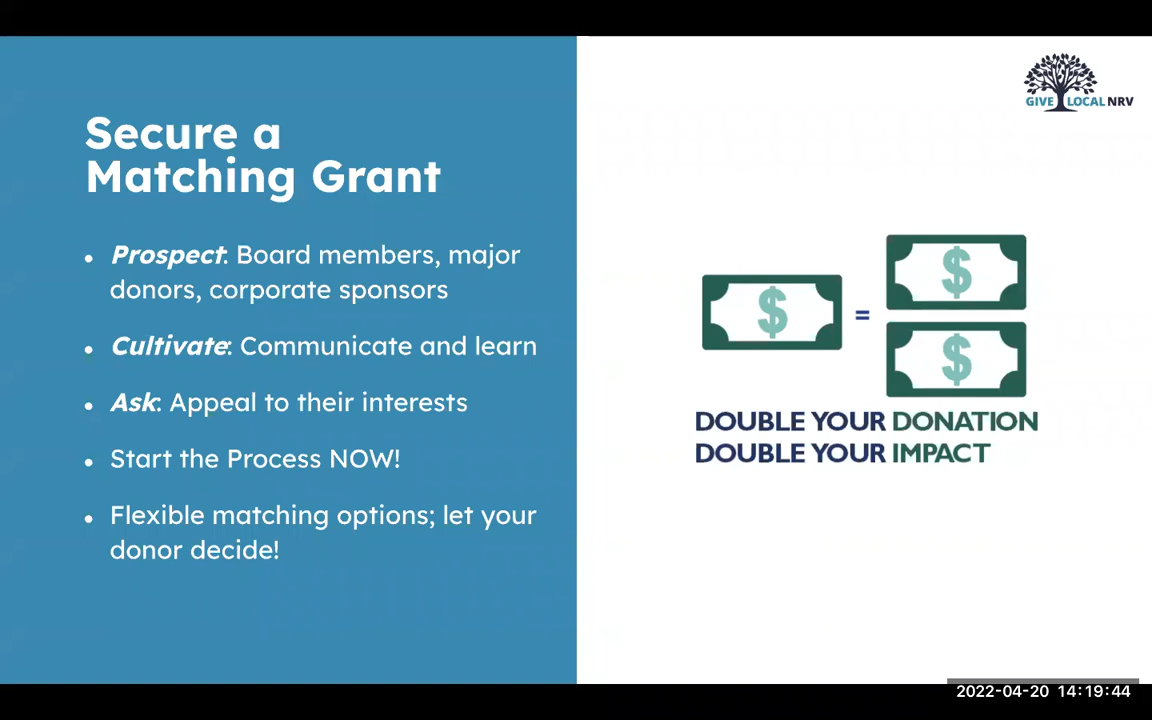 GIVE LOCAL NRV
Secure a
Matching Grant
• Prospect: Board members, major
donors, corporate sponsors
• Cultivate: Communicate and learn
• Ask: Appeal to their interests
• Start the Process NOW!
• Flexible matching options; let your
donor decide!
$ = $
$
DOUBLE YOUR DONATION
DOUBLE YOUR IMPACT
2022-04-20 14:19:44